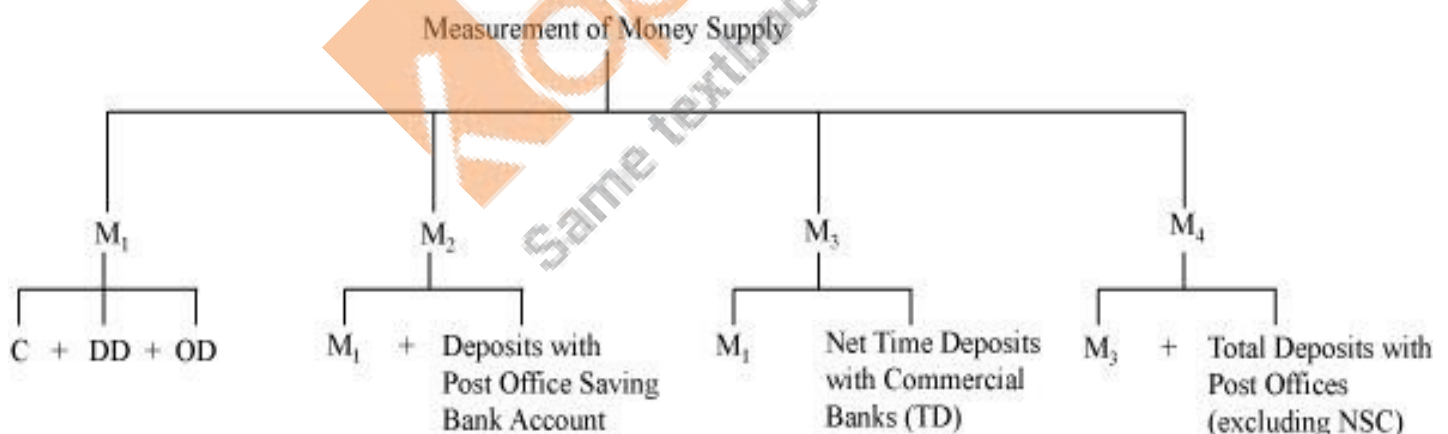 Measurement of Money Supply
M₁
M₂
M₃
M₄
C + DD + OD
M₁ + Deposits with
Post Office Saving
Bank Account
M₁ Net Time Deposits
with Commercial
Banks (TD)
M₃ + Total Deposits with
Post Offices
(excluding NSC)
Same